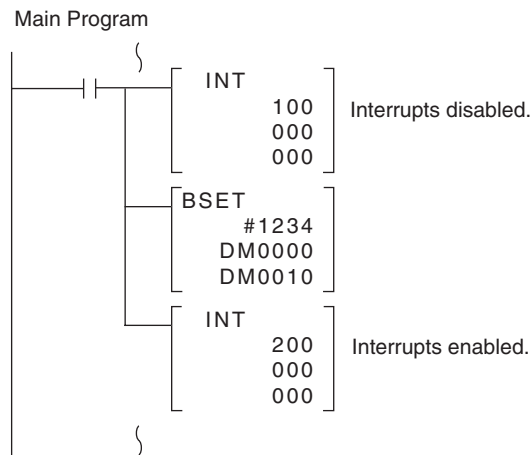 Main Program
INT
100
000
000
Interrupts disabled.
BSET
#1234
DM0000
DM0010
INT
200
000
000
Interrupts enabled.